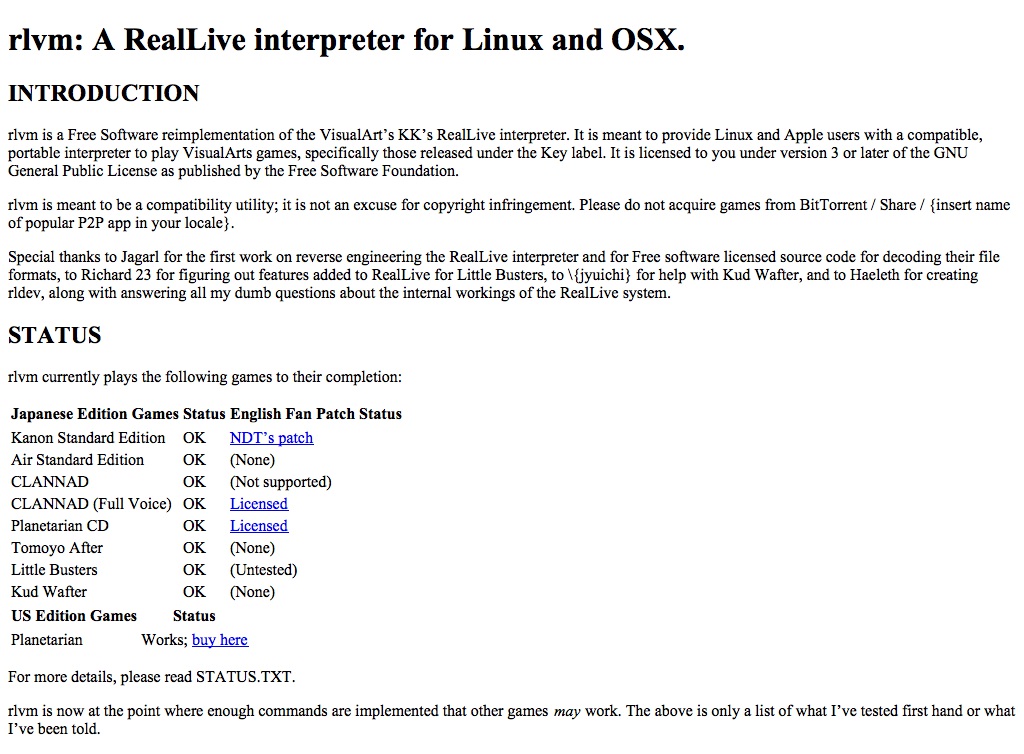 rlvm: A RealLive interpreter for Linux and OSX.
INTRODUCTION
rlvm is a Free Software reimplementation of the VisualArt’s KK’s RealLive interpreter. It is meant to provide Linux and Apple users with a compatible,
portable interpreter to play VisualArts games, specifically those released under the Key label. It is licensed to you under version 3 or later of the GNU
General Public License as published by the Free Software Foundation.
rlvm is meant to be a compatibility utility; it is not an excuse for copyright infringement. Please do not acquire games from BitTorrent / Share / {insert name
of popular P2P app in your locale}.
Special thanks to Jagarl for the first work on reverse engineering the RealLive interpreter and for Free software licensed source code for decoding their file
formats, to Richard 23 for figuring out features added to RealLive for Little Busters, to \{jyuichi} for help with Kud Wafter, and to Haeleth for creating
rldev, along with answering all my dumb questions about the internal workings of the RealLive system.
STATUS
rlvm currently plays the following games to their completion:
Japanese Edition Games Status English Fan Patch Status
Kanon Standard Edition OK NDT’s patch
Air Standard Edition OK (None)
CLANNAD OK (Not supported)
CLANNAD (Full Voice) OK Licensed
Planetarian CD OK Licensed
Tomoyo After OK (None)
Little Busters OK (Untested)
Kud Wafter OK (None)
US Edition Games Status
Planetarian Works; buy here
For more details, please read STATUS.TXT.
rlvm is now at the point where enough commands are implemented that other games may work. The above is only a list of what I’ve tested first hand or what
I’ve been told.